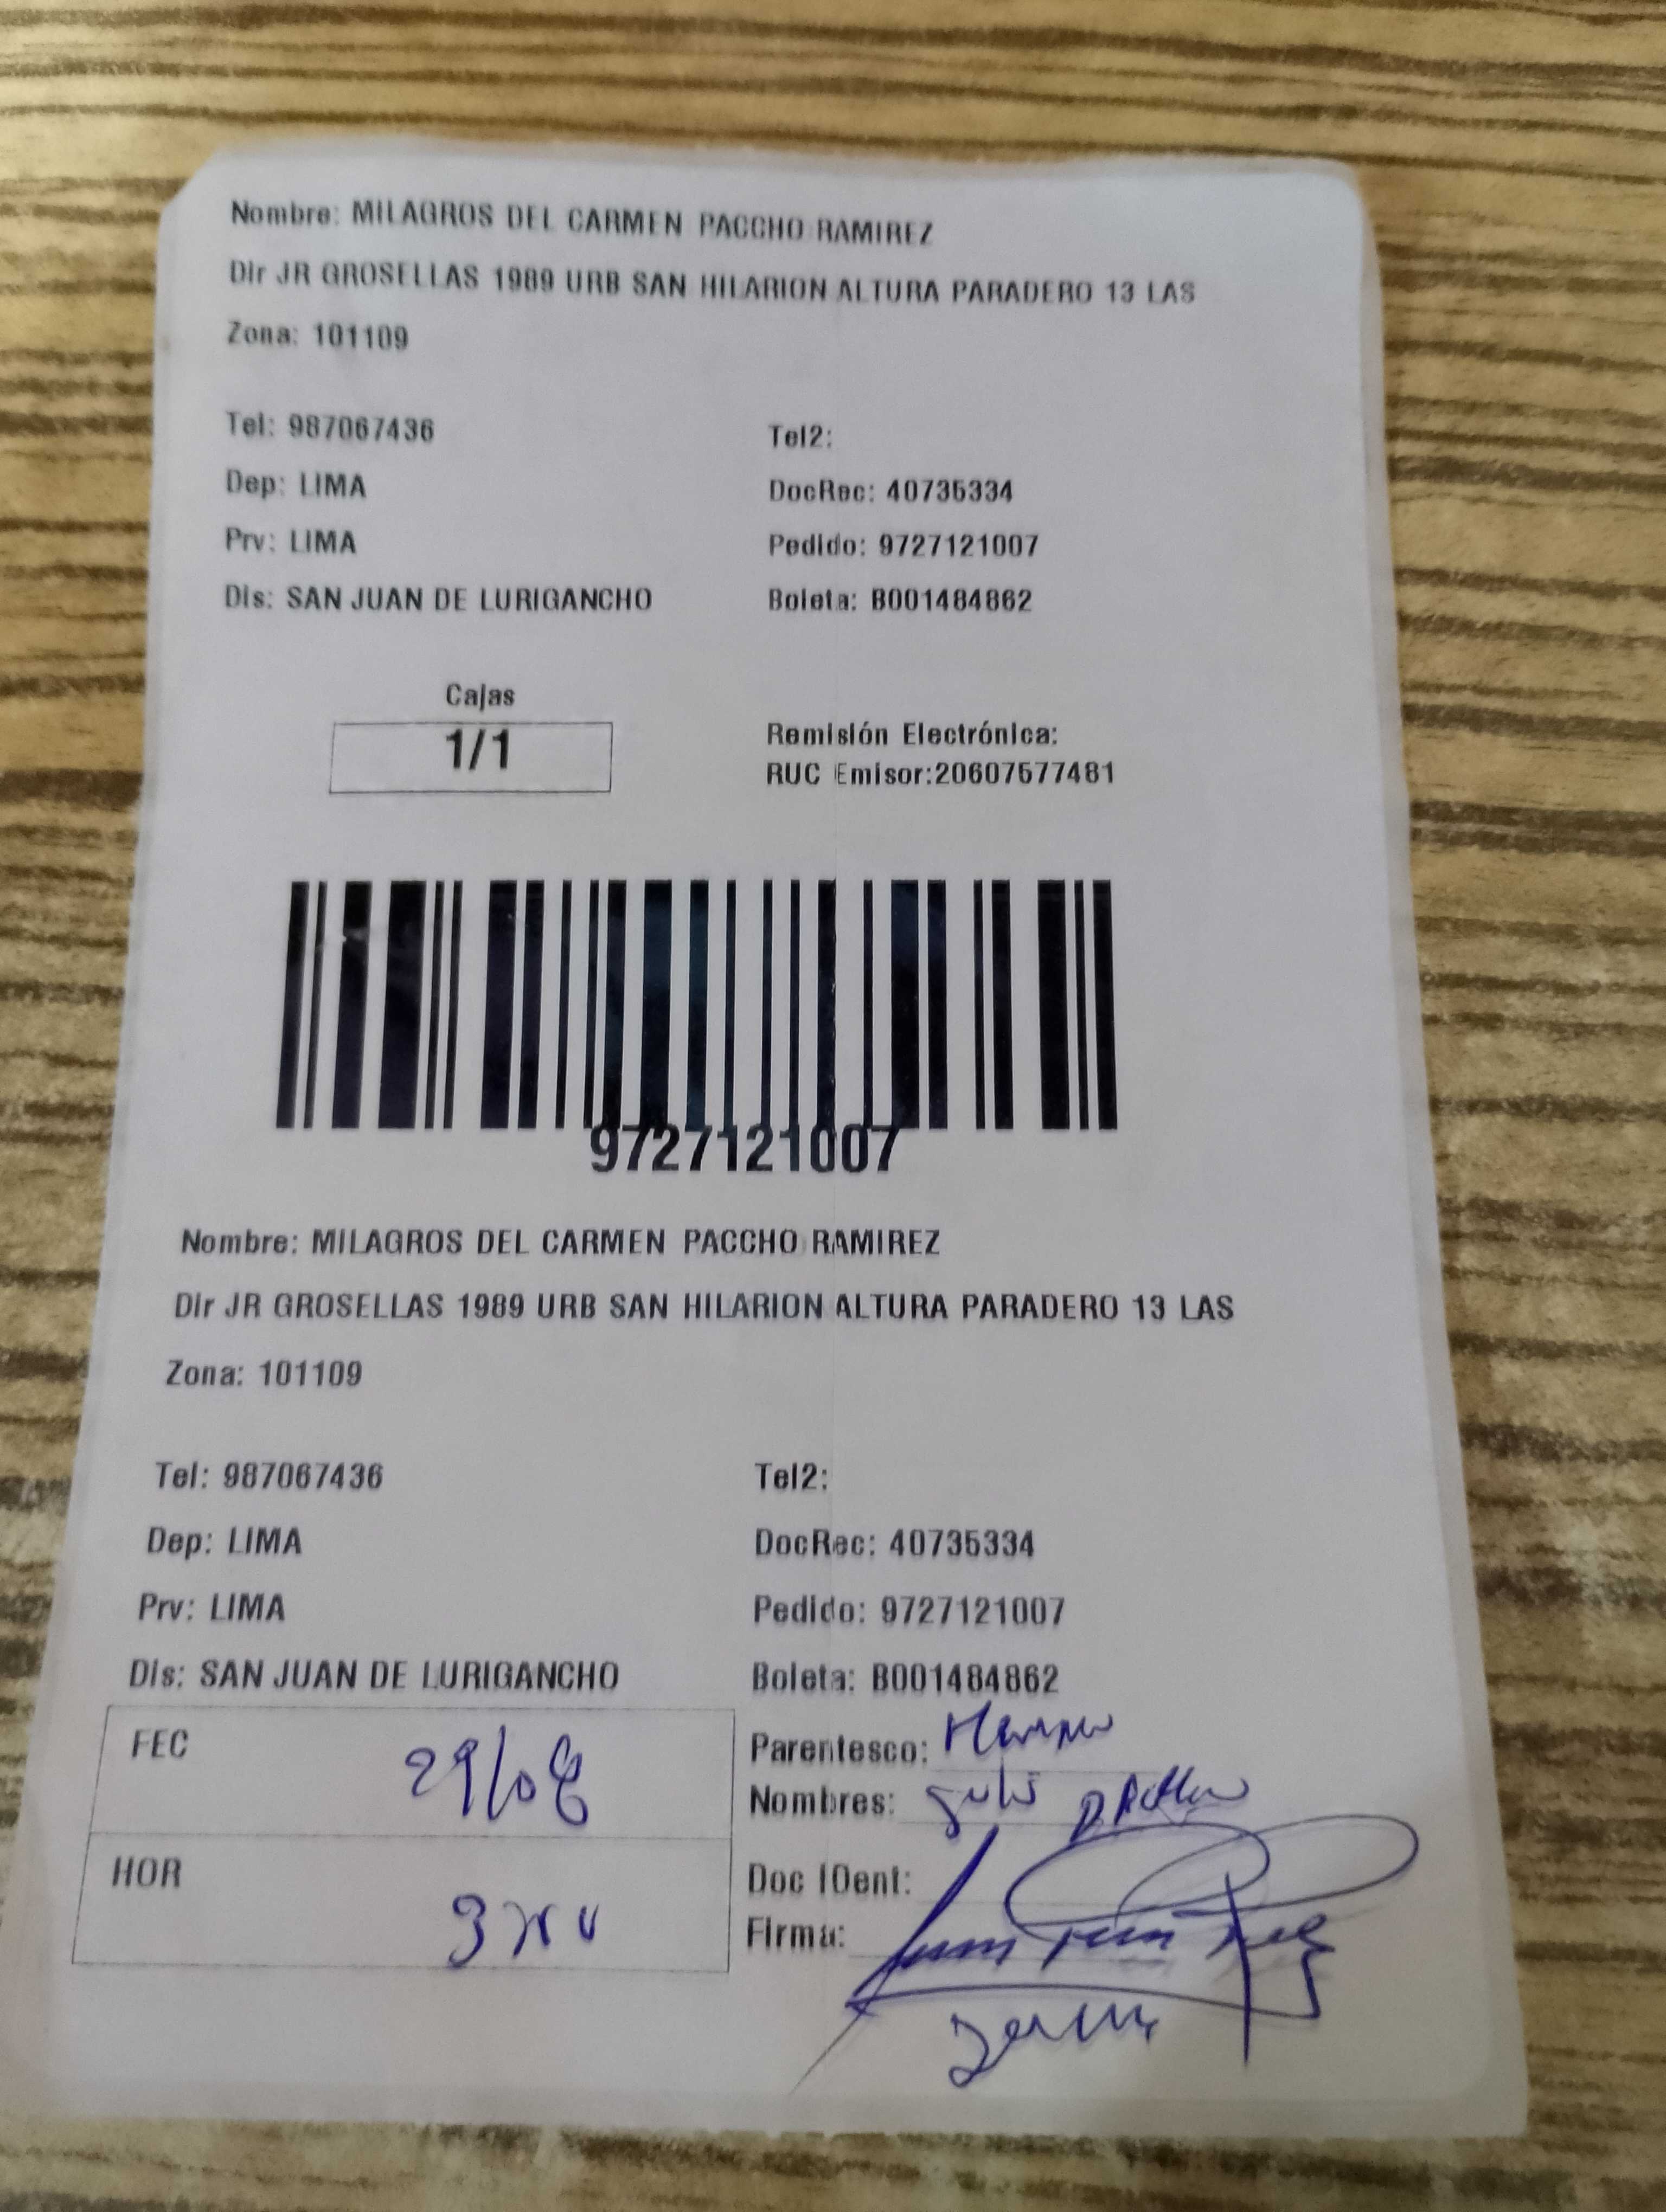 Nombre: MILAGROS DEL CARMEN PACCHO RAMIREZ
Dir JR GROSELLAS 1989 URB SAN HILARION ALTURA PARADERO 13 LAS
Zona: 101109
Tel: 987067436 Tel2:
Dep: LIMA DocRec: 40735334
Prv: LIMA Pedido: 9727121007
Dis: SAN JUAN DE LURIGANCHO Boleta: B001484862
Cajas
1/1
Remisión Electrónica:
RUC Emisor:20607577481
9727121007
Nombre: MILAGROS DEL CARMEN PACCHO RAMIREZ
Dir JR GROSELLAS 1989 URB SAN HILARION ALTURA PARADERO 13 LAS
Zona: 101109
Tel: 987067436 Tel2:
Dep: LIMA DocRec: 40735334
Prv: LIMA Pedido: 9727121007
Dis: SAN JUAN DE LURIGANCHO Boleta: B001484862
FEC 29/08
Parentesco:
Nombres:
HOR
Doc IDent:
Firma: